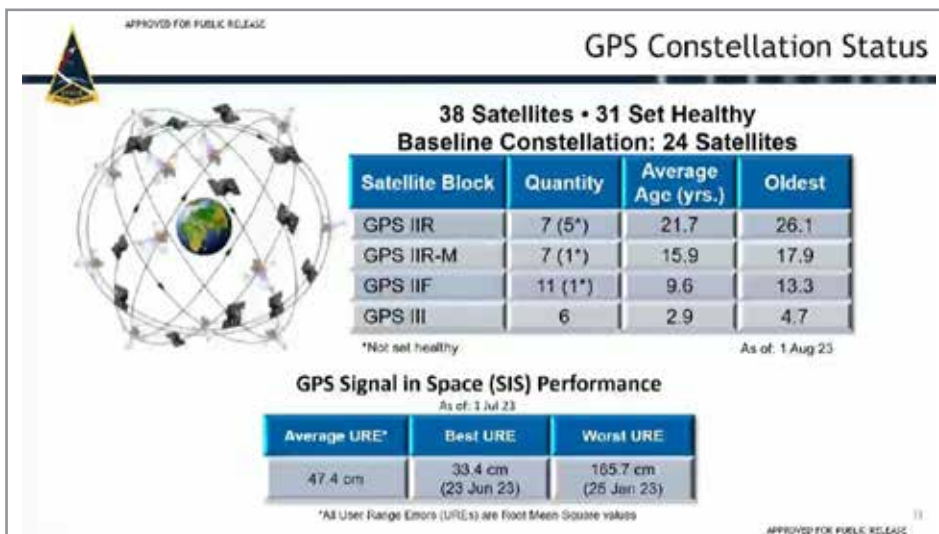 APPROVED FOR PUBLIC RELEASE
GPS Constellation Status
38 Satellites • 31 Set Healthy
Baseline Constellation: 24 Satellites
Satellite Block Quantity Average Age (yrs.) Oldest
GPS IIR 7 (5*) 21.7 26.1
GPS IIR-M 7 (1*) 15.9 17.9
GPS IIF 11 (1*) 9.6 13.3
GPS III 6 2.9 4.7
*Not set healthy As of: 1 Aug 23
GPS Signal in Space (SIS) Performance
As of: 1 Jul 23
Average URE* Best URE Worst URE
47.4 cm 33.4 cm 165.7 cm
(23 Jun 23) (25 Jan 23)
*All User Range Errors (UREs) are Root Mean Square values
APPROVED FOR PUBLIC RELEASE